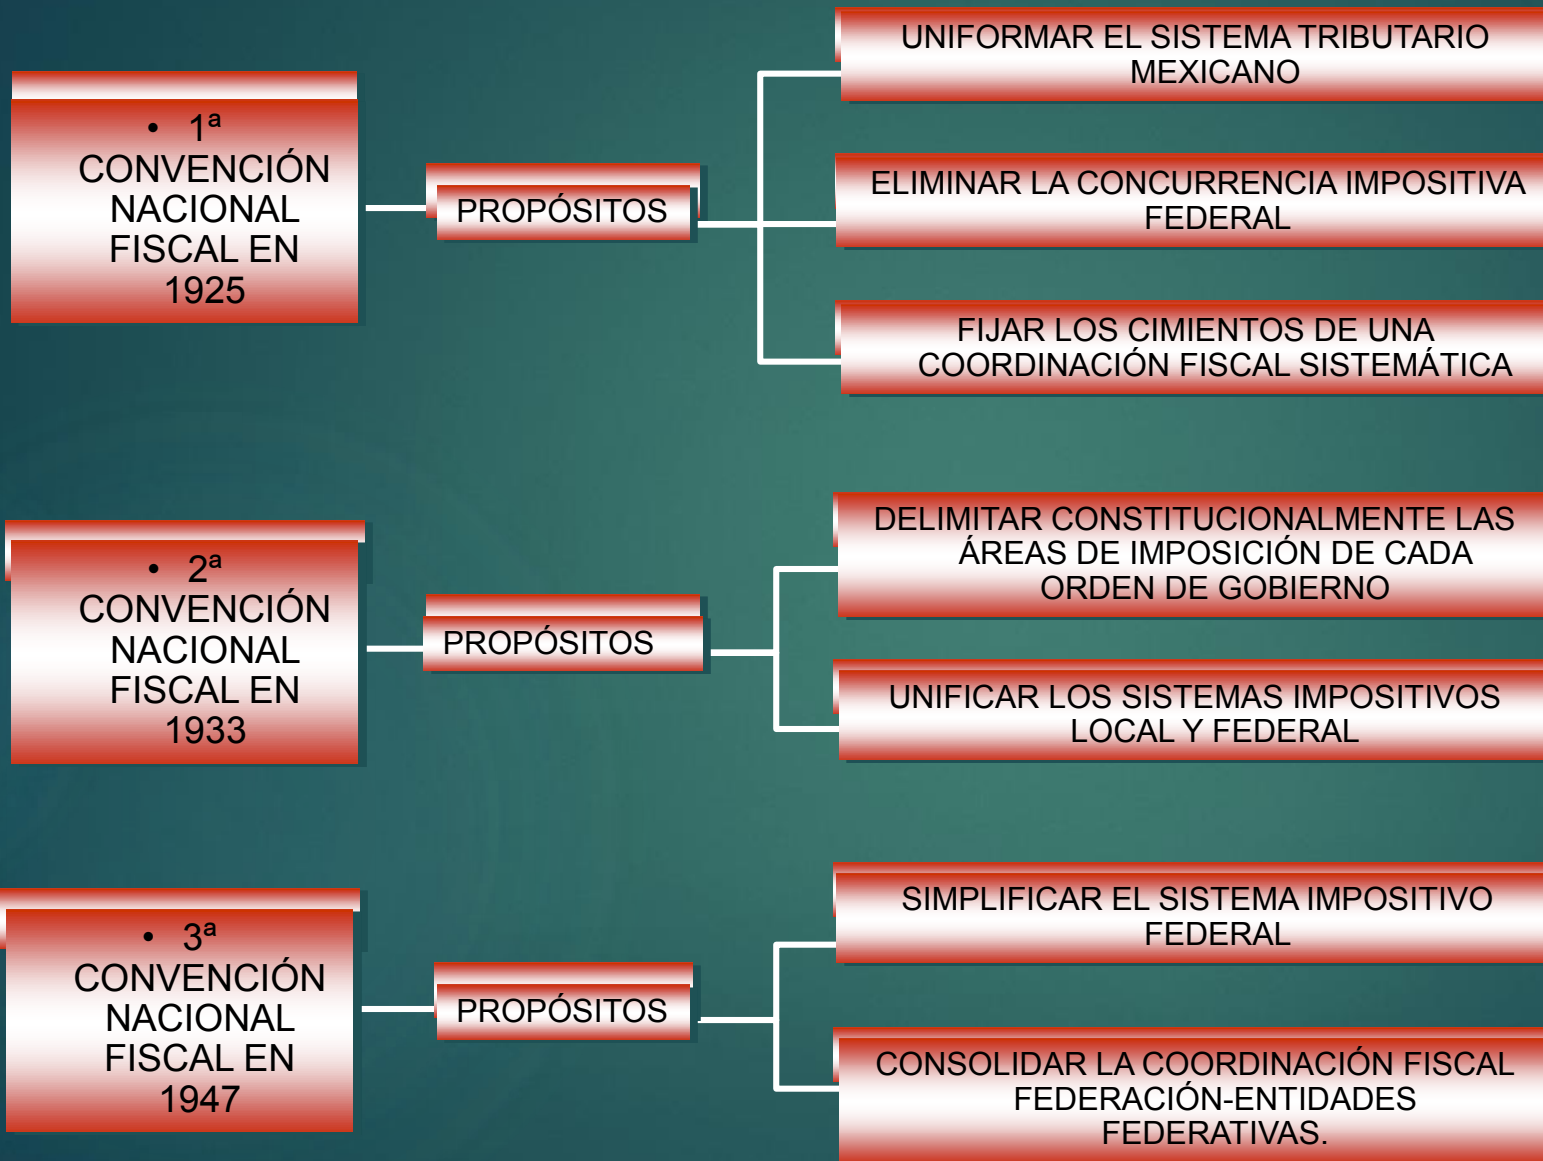 • 1ª
CONVENCIÓN
NACIONAL
FISCAL EN
1925
PROPÓSITOS
UNIFORMAR EL SISTEMA TRIBUTARIO
MEXICANO
ELIMINAR LA CONCURRENCIA IMPOSITIVA
FEDERAL
FIJAR LOS CIMIENTOS DE UNA
COORDINACIÓN FISCAL SISTEMÁTICA
• 2ª
CONVENCIÓN
NACIONAL
FISCAL EN
1933
PROPÓSITOS
DELIMITAR CONSTITUCIONALMENTE LAS
ÁREAS DE IMPOSICIÓN DE CADA
ORDEN DE GOBIERNO
UNIFICAR LOS SISTEMAS IMPOSITIVOS
LOCAL Y FEDERAL
• 3ª
CONVENCIÓN
NACIONAL
FISCAL EN
1947
PROPÓSITOS
SIMPLIFICAR EL SISTEMA IMPOSITIVO
FEDERAL
CONSOLIDAR LA COORDINACIÓN FISCAL
FEDERACIÓN-ENTIDADES
FEDERATIVAS.